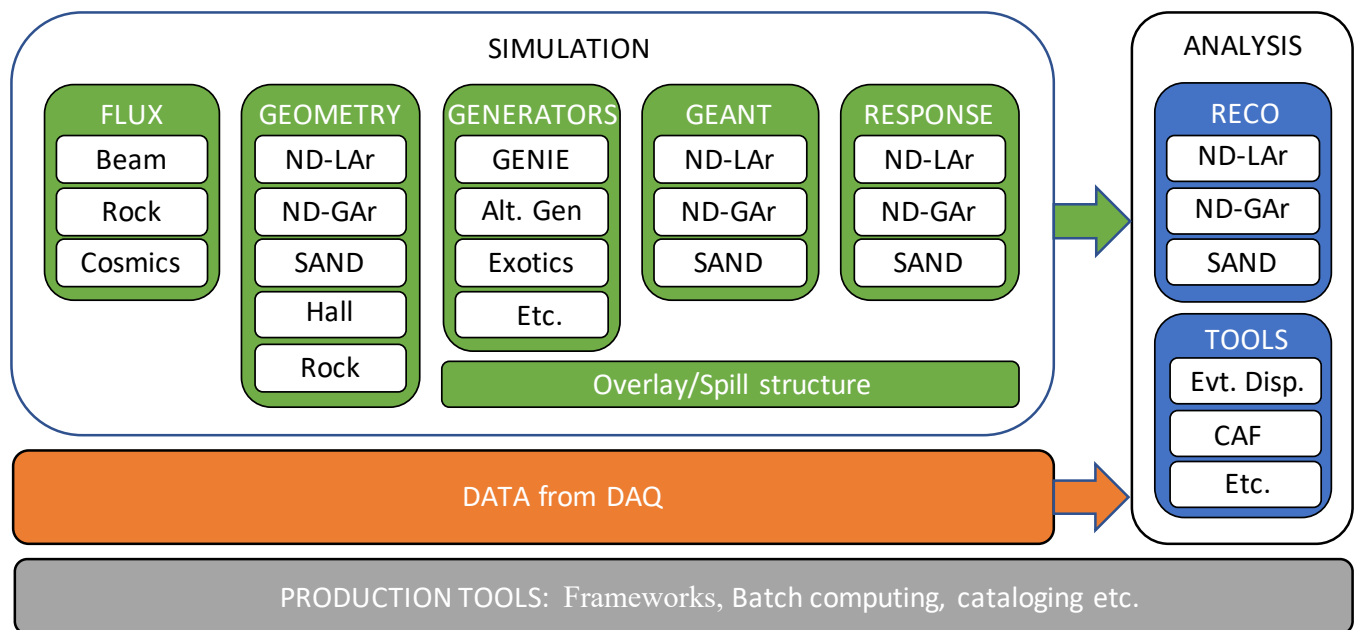 SIMULATION
FLUX
Beam
Rock
Cosmics
GEOMETRY
ND-LAr
ND-GAr
SAND
Hall
Rock
GENERATORS
GENIE
Alt. Gen
Exotics
Etc.
GEANT
ND-LAr
ND-GAr
SAND
RESPONSE
ND-LAr
ND-GAr
SAND
Overlay/Spill structure
ANALYSIS
RECO
ND-LAr
ND-GAr
SAND
TOOLS
Evt. Disp.
CAF
Etc.
DATA from DAQ
PRODUCTION TOOLS: Frameworks, Batch computing, cataloging etc.